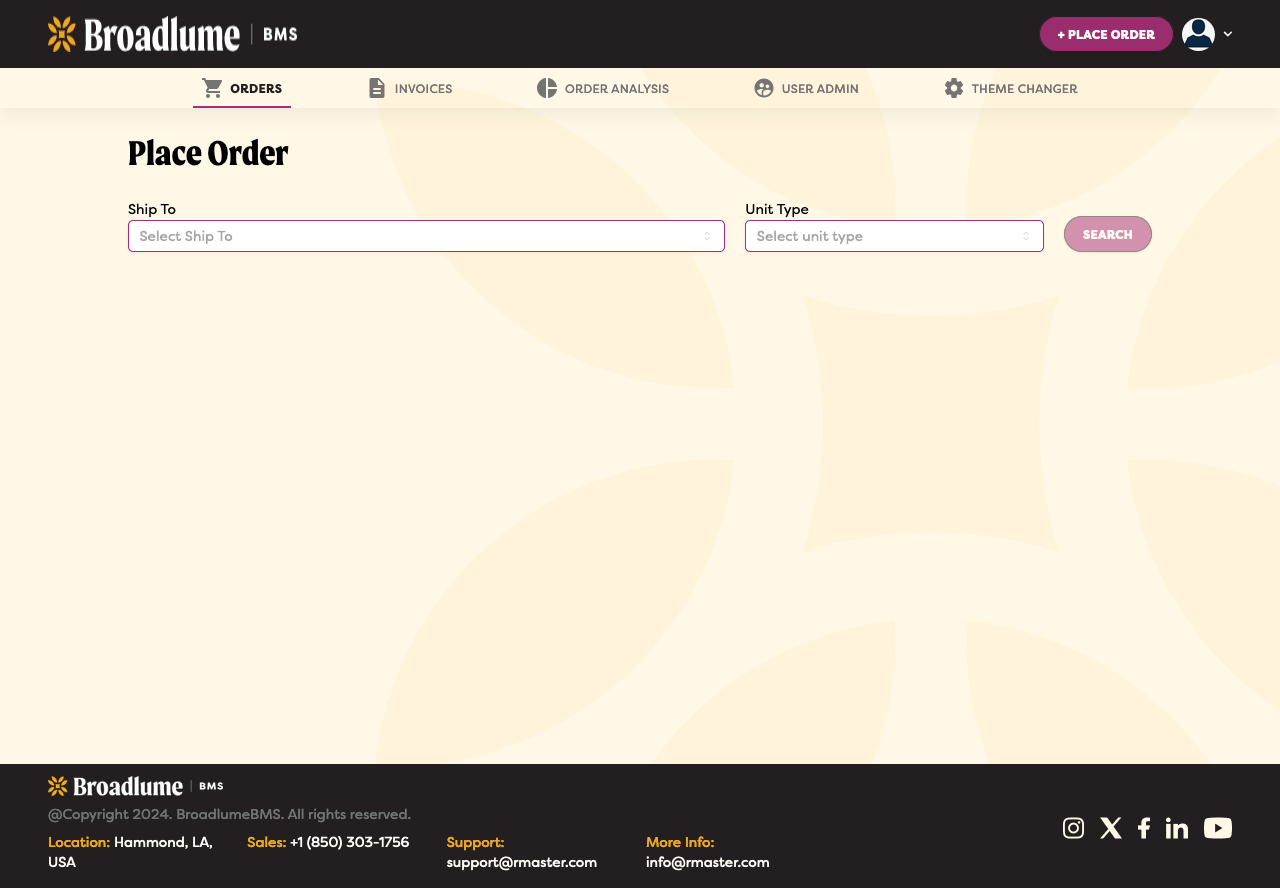 Broadlume | BMS
+ PLACE ORDER
ORDERS
INVOICES
ORDER ANALYSIS
USER ADMIN
THEME CHANGER
Place Order
Ship To
Select Ship To
Unit Type
Select unit type
SEARCH
Broadlume | BMS
@Copyright 2024. BroadlumeBMS. All rights reserved.
Location: Hammond, LA,
USA
Sales: +1 (850) 303-1756
Support:
support@rmaster.com
More Info:
info@rmaster.com